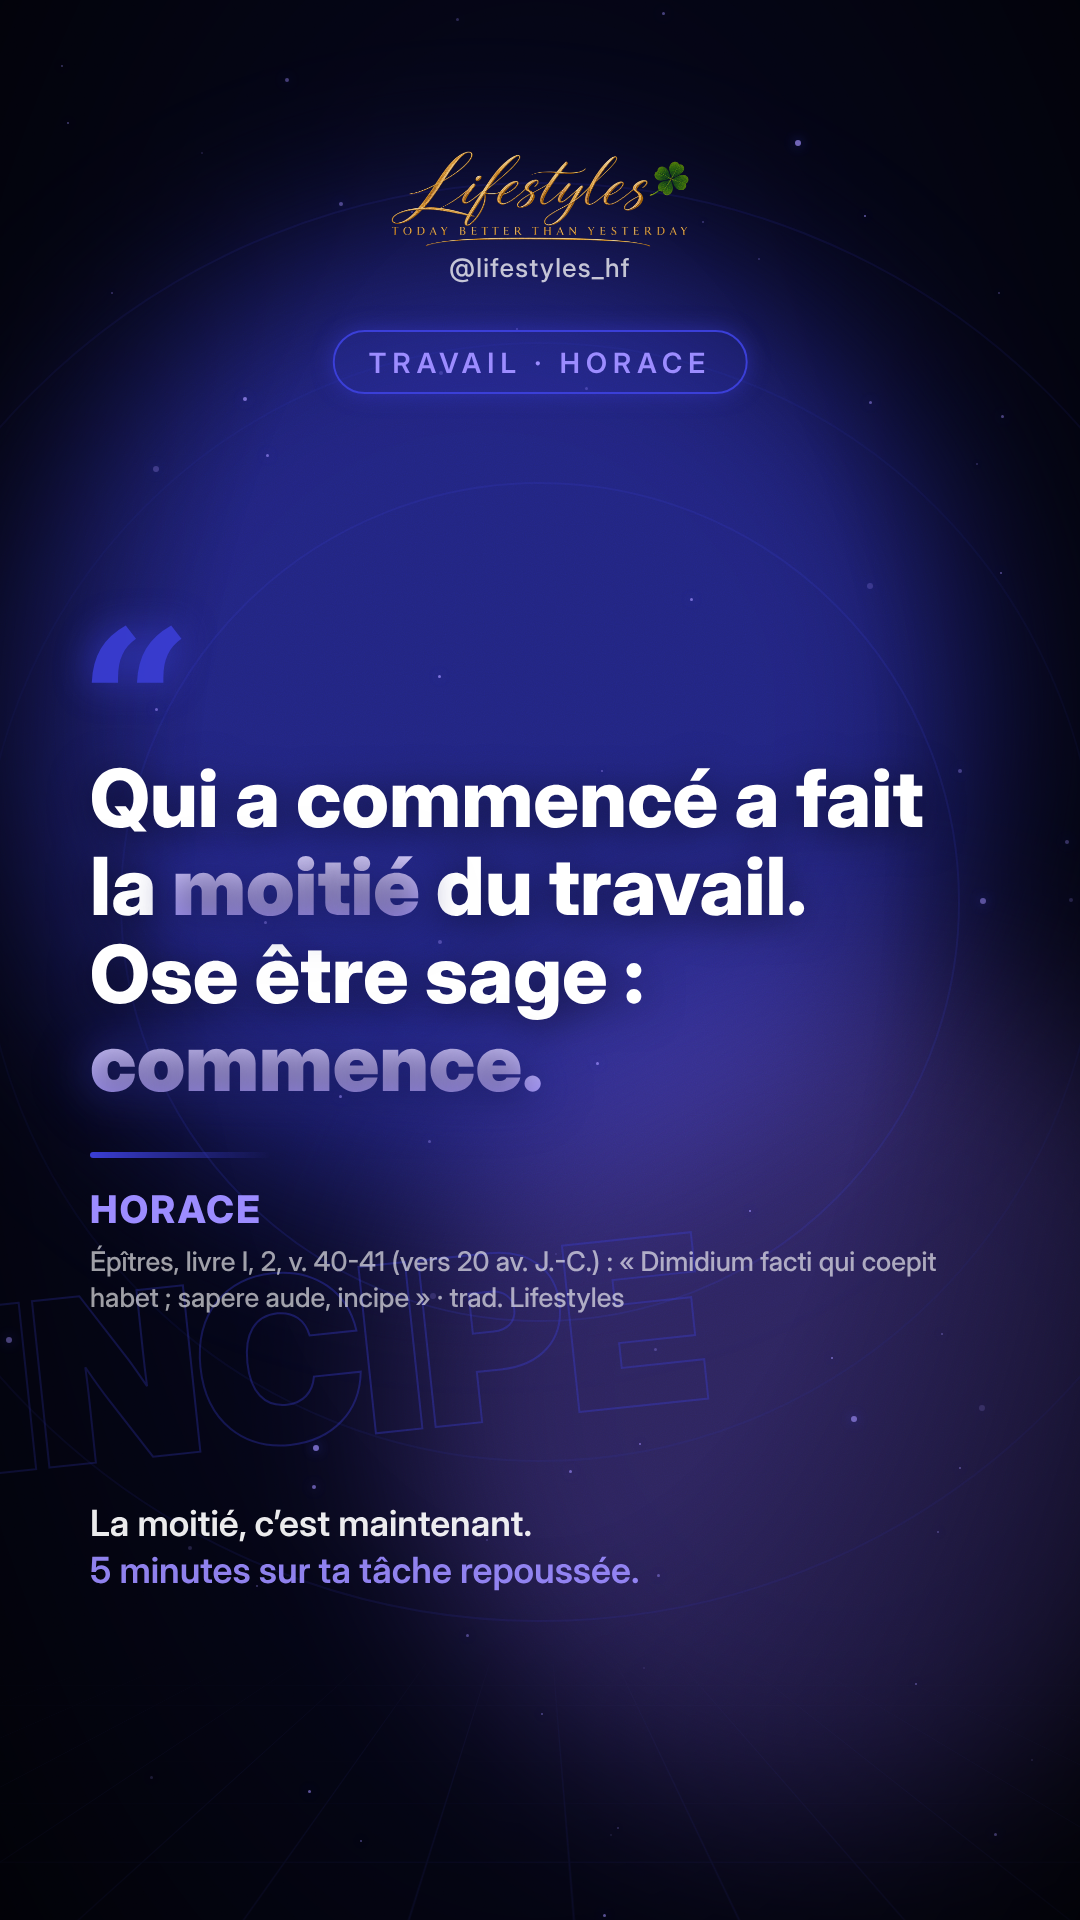 Lifestyles
TODAY BETTER THAN YESTERDAY
@lifestyles_hf
TRAVAIL · HORACE
“
Qui a commencé a fait
la moitié du travail.
Ose être sage :
commence.
HORACE
Épîtres, livre I, 2, v. 40-41 (vers 20 av. J.-C.) : « Dimidium facti qui coepit
habet ; sapere aude, incipe » · trad. Lifestyles
INCIPE
La moitié, c’est maintenant.
5 minutes sur ta tâche repoussée.